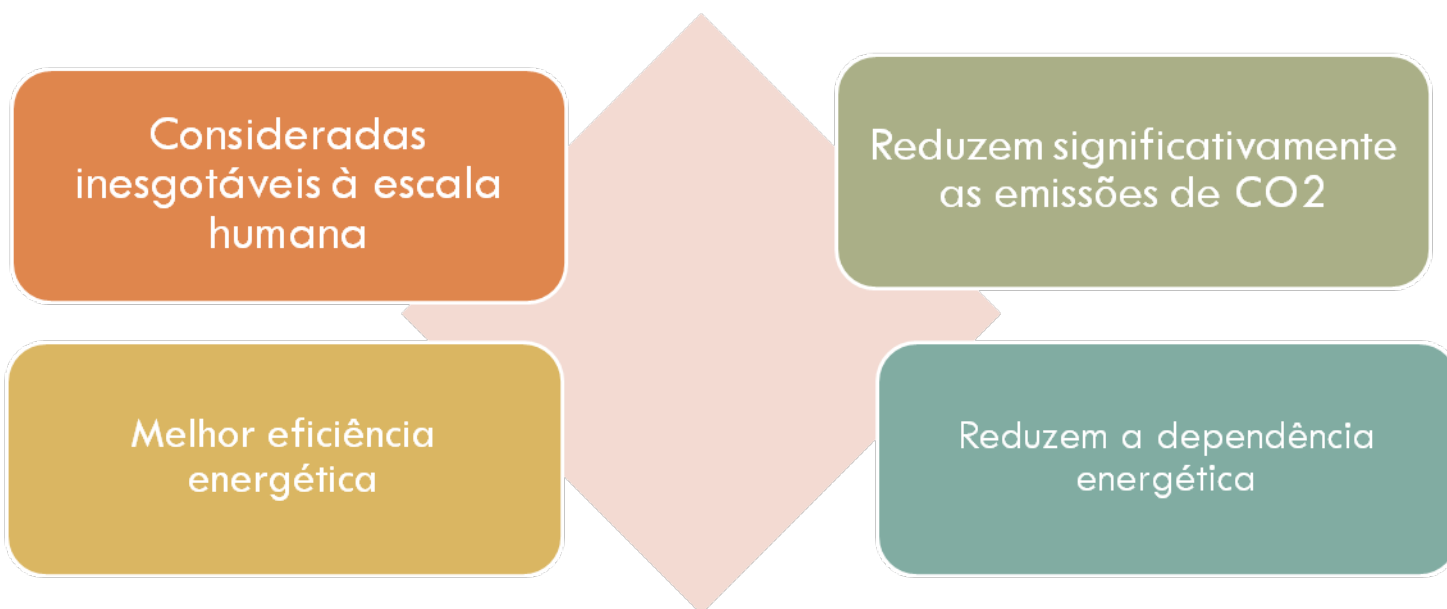 Consideradas
inesgotáveis à escala
humana
Reduzem significativamente
as emissões de CO2
Melhor eficiência
energética
Reduzem a dependência
energética